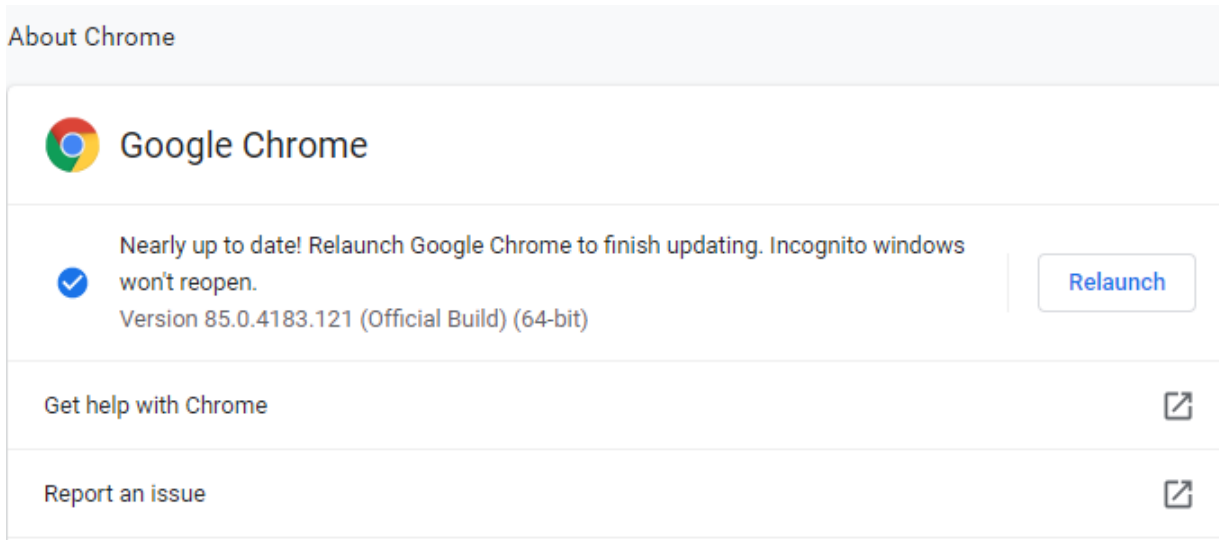 About Chrome
Google Chrome
Nearly up to date! Relaunch Google Chrome to finish updating. Incognito windows
won't reopen.
Version 85.0.4183.121 (Official Build) (64-bit)
Relaunch
Get help with Chrome
Report an issue